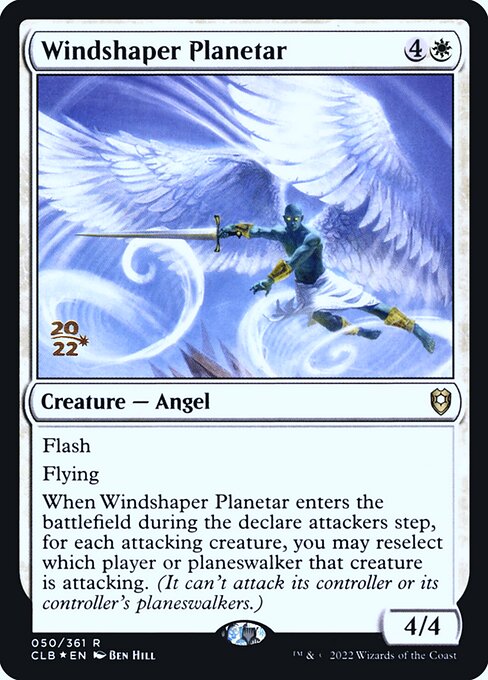 Windshaper Planetar 4
20
22
Creature — Angel
Flash
Flying
When Windshaper Planetar enters the
battlefield during the declare attackers step,
for each attacking creature, you may reselect
which player or planeswalker that creature
is attacking. (It can't attack its controller or its
controller's planeswalkers.)
4/4
050/361 R
CLB EN Ben Hill
™ & © 2022 Wizards of the Coast